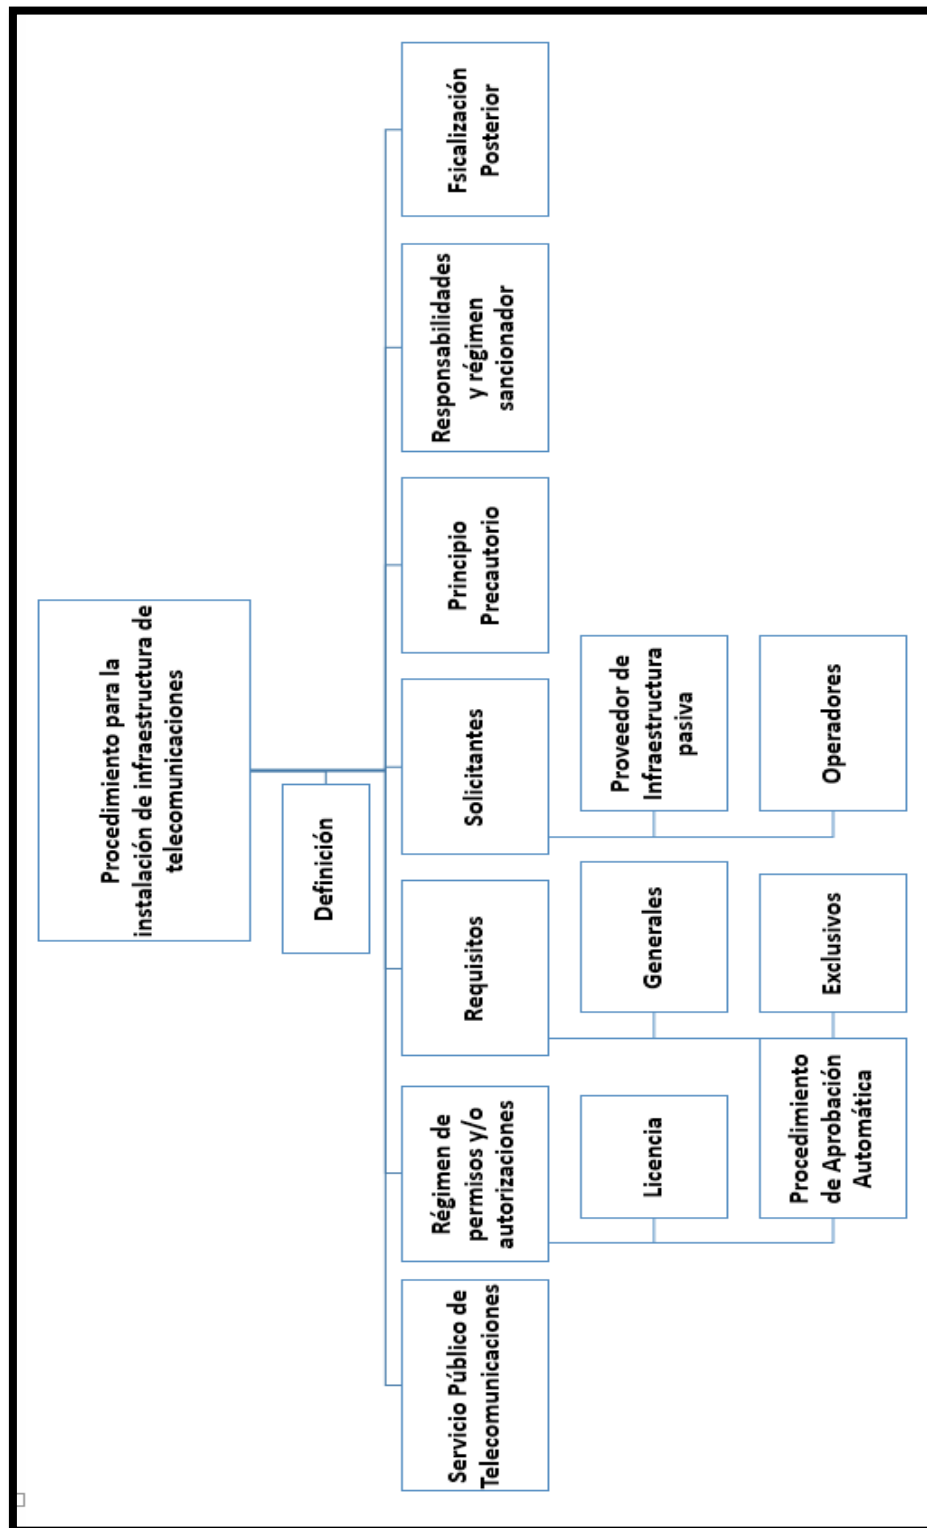 Procedimiento para la
instalación de infraestructura de
telecomunicaciones
Definición
Servicio Público de
Telecomunicaciones
Régimen de
permisos y/o
autorizaciones
Licencia
Procedimiento
de Aprobación
Automática
Requisitos
Generales
Exclusivos
Solicitantes
Proveedor de
Infraestructura
pasiva
Operadores
Principio
Precautorio
Responsabilidades
y régimen
sancionador
Fsicalización
Posterior